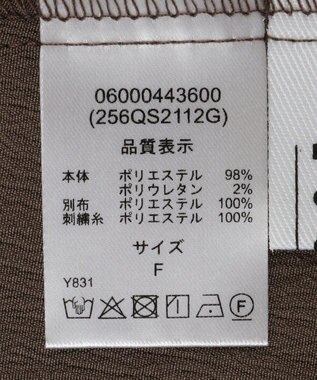 06000443600
(256QS2112G)
品質表示
本体 ポリエステル 98%
ポリウレタン 2%
別布 ポリエステル 100%
刺繍糸 ポリエステル 100%
サイズ
F
Y831
F